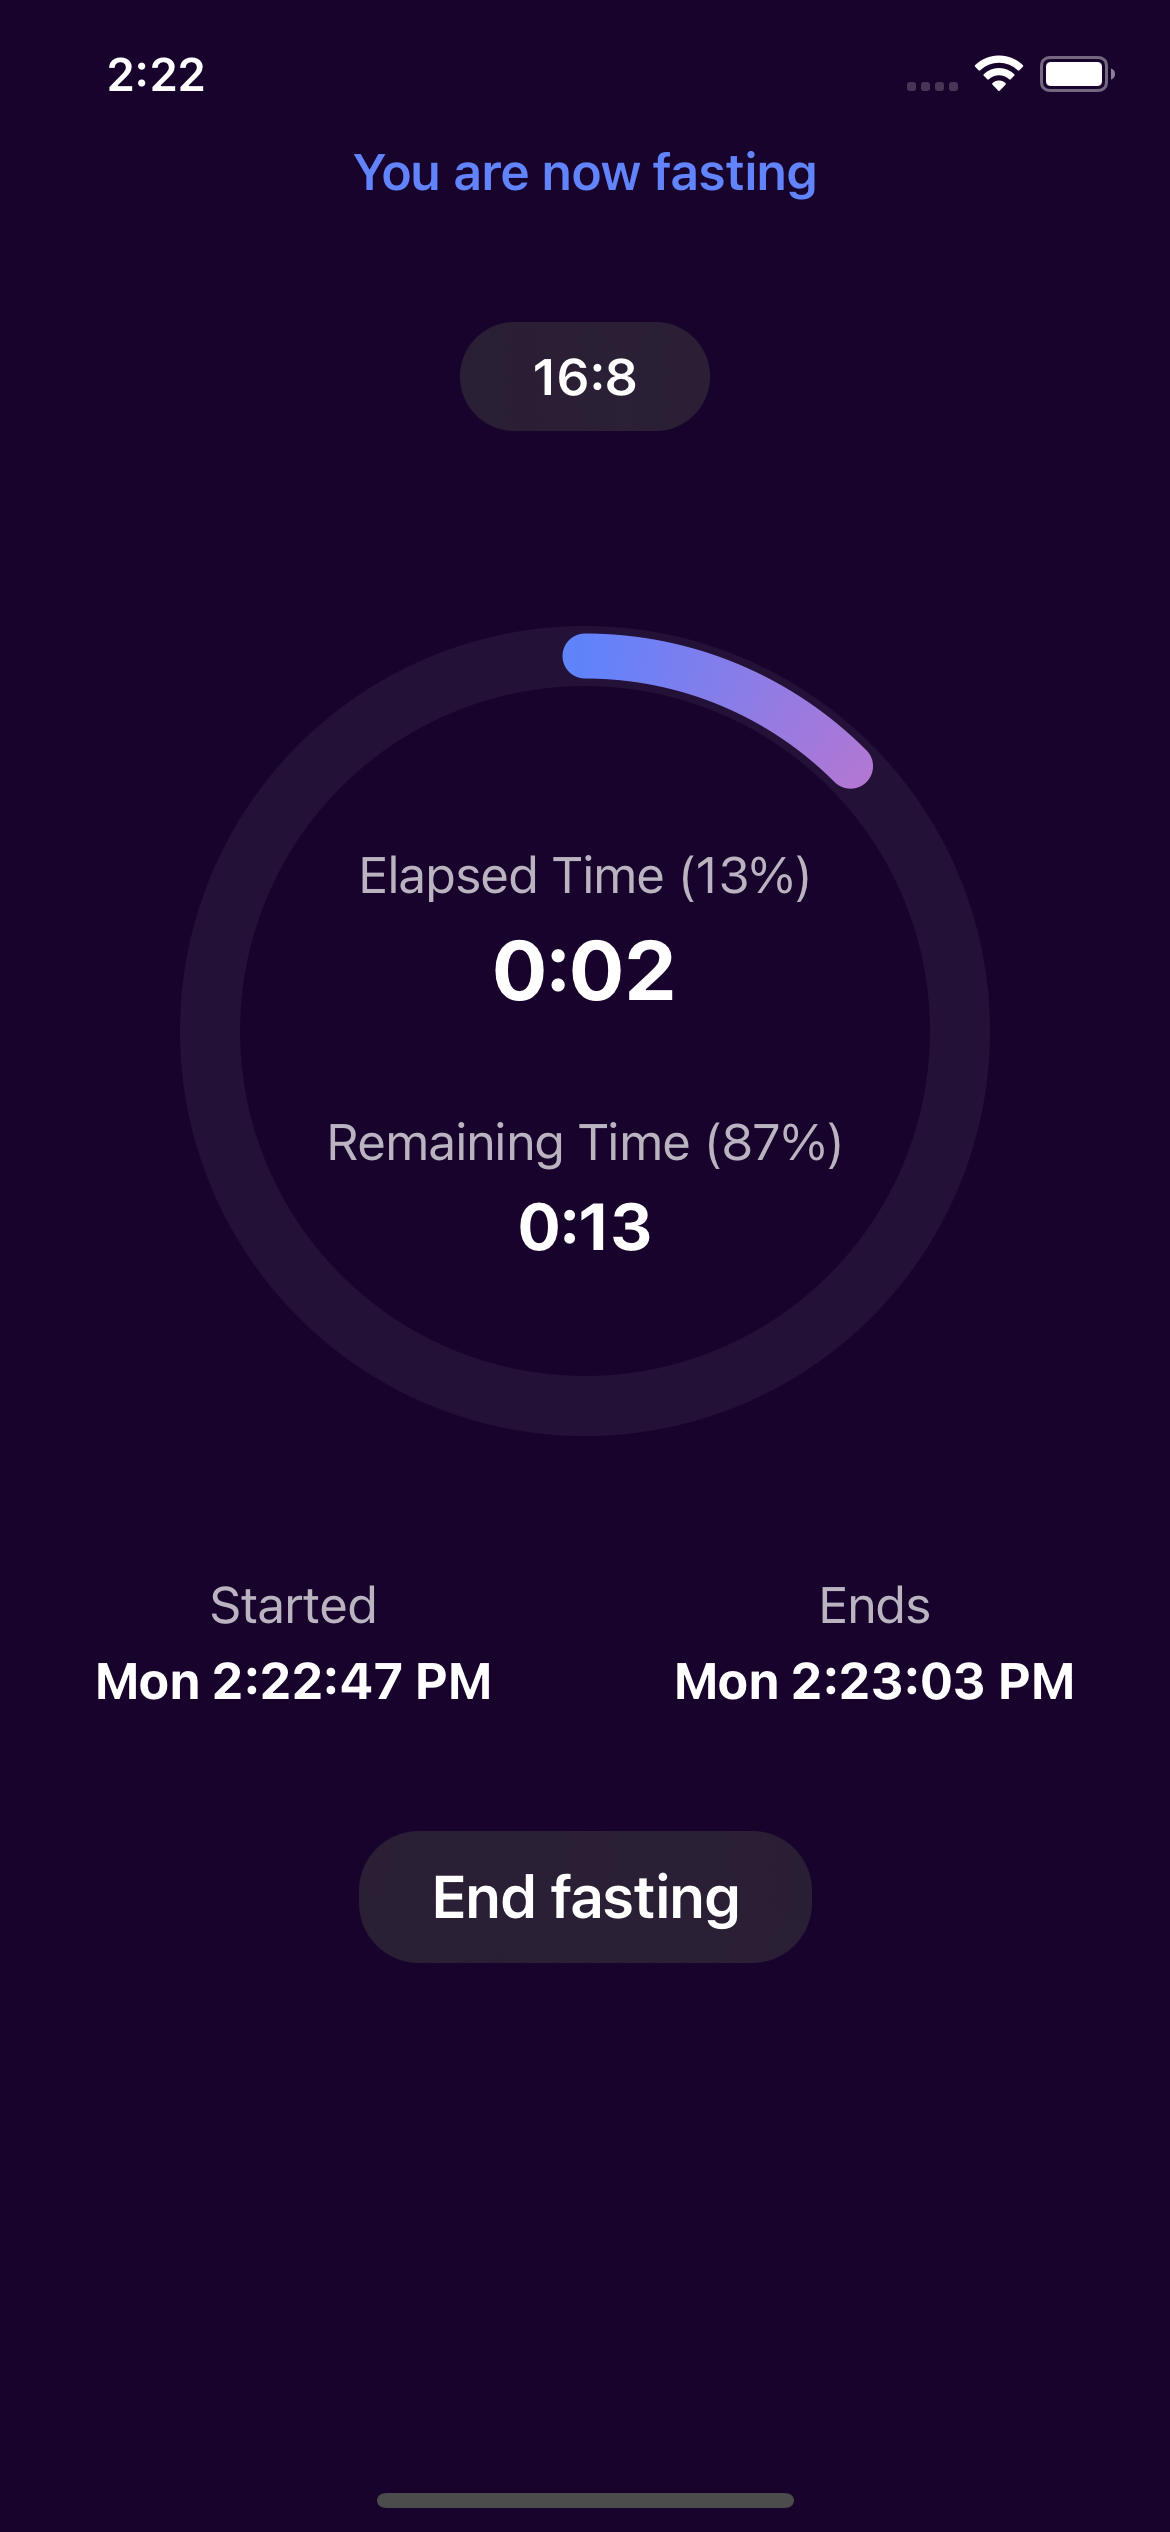 2:22
You are now fasting
16:8
Elapsed Time (13%)
0:02
Remaining Time (87%)
0:13
Started
Mon 2:22:47 PM
Ends
Mon 2:23:03 PM
End fasting